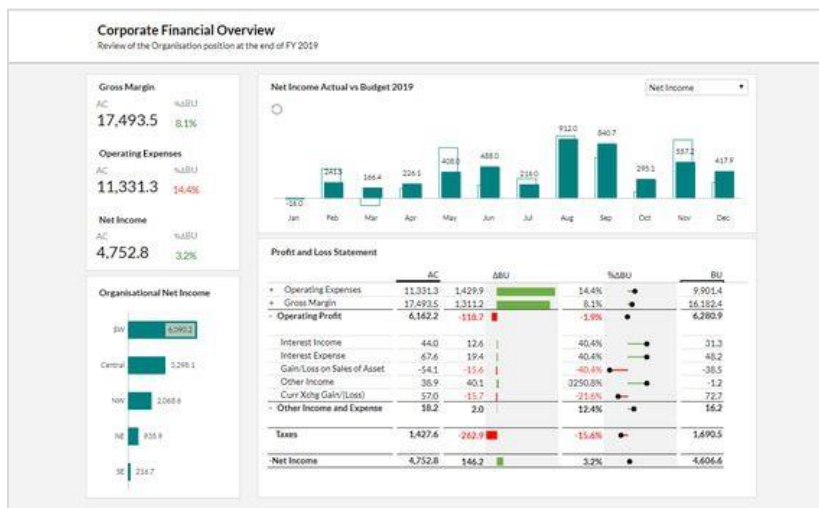 Corporate Financial Overview
Review of the Organisation position at the end of FY 2019
Gross Margin
AC %ΔBU
17,493.5 8.1%
Operating Expenses
AC %ΔBU
11,331.3 14.4%
Net Income
AC %ΔBU
4,752.8 3.2%
Organisational Net Income
SW 6,090.2
Central 3,295.1
NW
NE 935.9
SE 216.7
Net Income Actual vs Budget 2019 Net Income
-16.0 241.5 166.4 226.5 408.0 488.0 216.0 912.0 840.7 295.1 557.2 417.9
Jan Feb Mar Apr May Jun Jul Aug Sep Oct Nov Dec
Profit and Loss Statement
AC ΔBU %ΔBU BU
+ Operating Expenses 11,331.3 1,429.9 14.4% 9,901.4
+ Gross Margin 17,493.5 1,311.2 8.1% 16,182.4
- Operating Profit 6,162.2 -118.7 -1.9% 6,280.9
Interest Income 44.0 12.6 40.4% 31.3
Interest Expense 67.6 19.4 40.4% 48.2
Gain/Loss on Sales of Asset -54.1 -15.6 -40.4% -38.5
Other Income 38.9 40.1 3250.8% -1.2
Curr Xchg Gain/(Loss) 57.0 -15.7 -21.6% 72.7
- Other Income and Expense 18.2 2.0 12.4% 16.2
Taxes 1,427.6 -262.9 -15.6% 1,690.5
-Net Income 4,752.8 146.2 3.2% 4,606.6